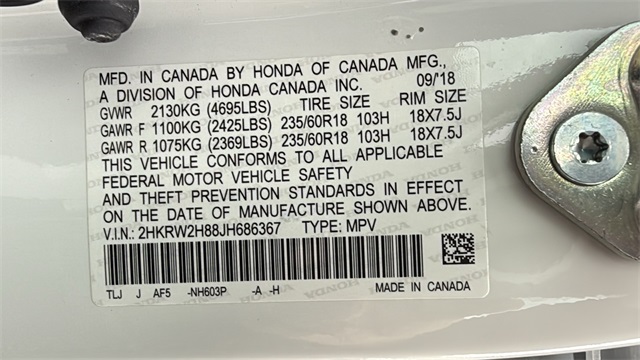 MFD. IN CANADA BY HONDA OF CANADA MFG.,
A DIVISION OF HONDA CANADA INC. 09/18
GVWR 2130KG (4695LBS) TIRE SIZE RIM SIZE
GAWR F 1100KG (2425LBS) 235/60R18 103H 18X7.5J
GAWR R 1075KG (2369LBS) 235/60R18 103H 18X7.5J
THIS VEHICLE CONFORMS TO ALL APPLICABLE
FEDERAL MOTOR VEHICLE SAFETY
AND THEFT PREVENTION STANDARDS IN EFFECT
ON THE DATE OF MANUFACTURE SHOWN ABOVE.
V.I.N.: 2HKRW2H88JH686367 TYPE: MPV
TLJ J AF5 -NH603P -A -H MADE IN CANADA